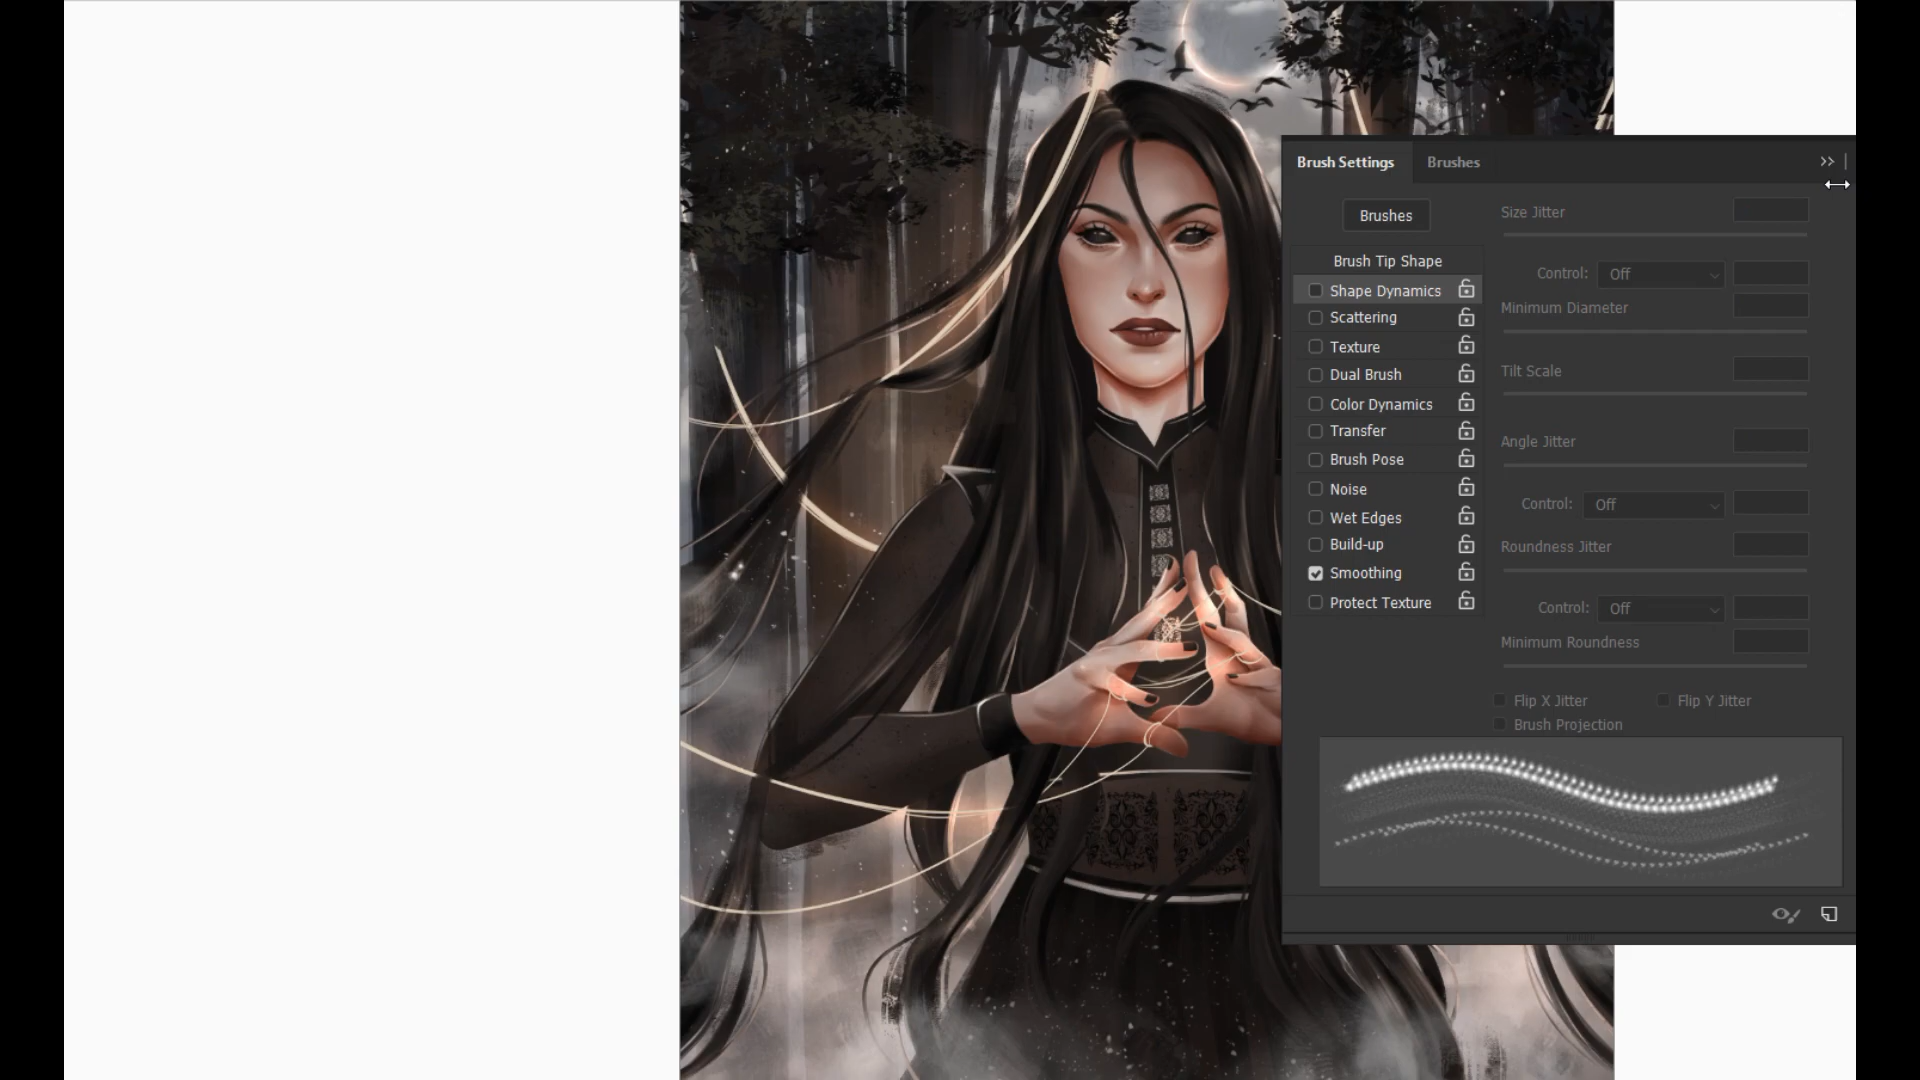 Brush Settings
Brushes
Brushes
Brush Tip Shape
Shape Dynamics
Scattering
Texture
Dual Brush
Color Dynamics
Transfer
Brush Pose
Noise
Wet Edges
Build-up
Smoothing
Protect Texture
Size Jitter
Control: Off
Minimum Diameter
Tilt Scale
Angle Jitter
Control: Off
Roundness Jitter
Control: Off
Minimum Roundness
Flip X Jitter
Flip Y Jitter
Brush Projection